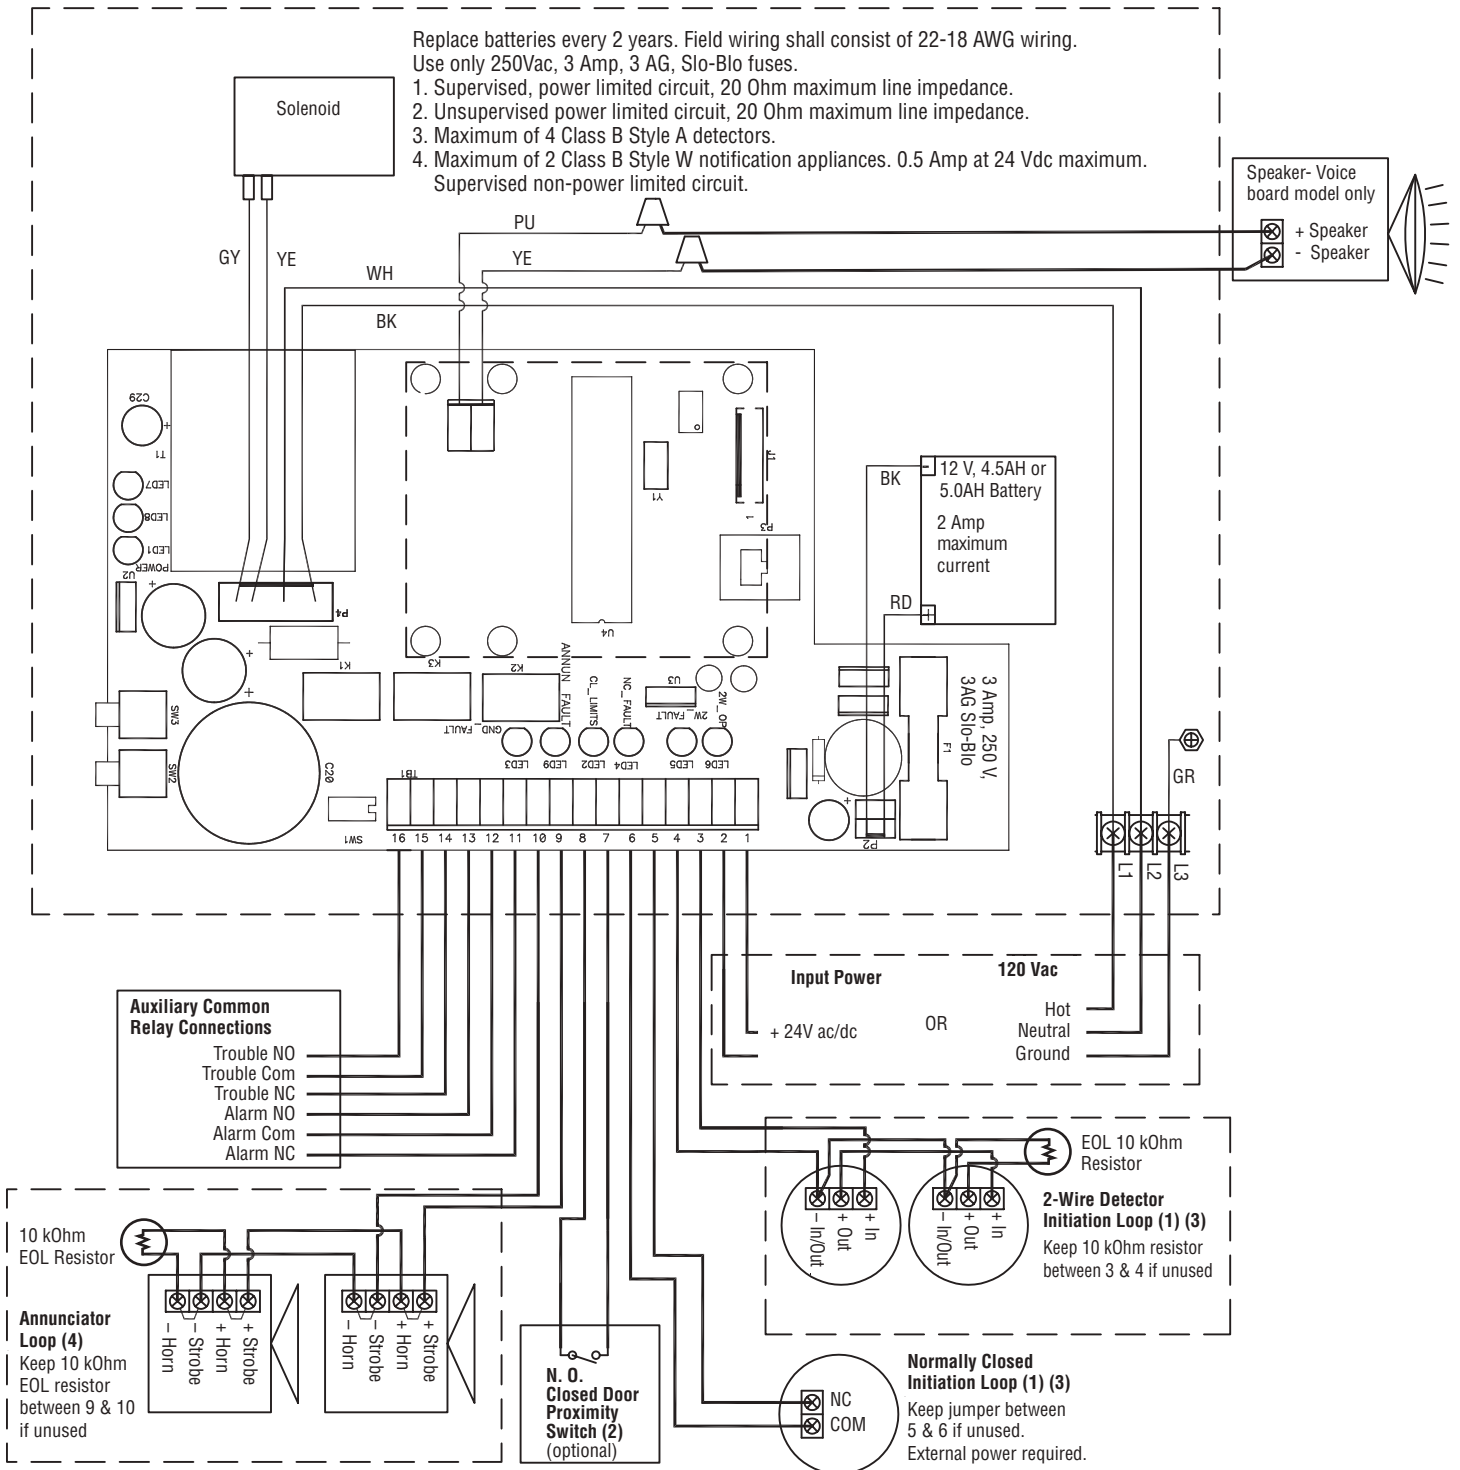 Replace batteries every 2 years. Field wiring shall consist of 22-18 AWG wiring.
Use only 250Vac, 3 Amp, 3 AG, Slo-Blo fuses.
1. Supervised, power limited circuit, 20 Ohm maximum line impedance.
2. Unsupervised power limited circuit, 20 Ohm maximum line impedance.
3. Maximum of 4 Class B Style A detectors.
4. Maximum of 2 Class B Style W notification appliances. 0.5 Amp at 24 Vdc maximum.
Supervised non-power limited circuit.
Solenoid
Speaker- Voice
board model only
+ Speaker
- Speaker
PU
YE
GY
YE
WH
BK
C29
+
T1
LED7
LED8
LED1
POWER
U2
+
P4
+
+
K1
K3
K2
SW3
SW2
C20
SW1
Y1
J1
1
P3
U4
U3
ANNUN FAULT
CL_LIMITS
NC_FAULT
2W_FAULT
2W_OP
GND_FAULT
LED3
LED9
LED2
LED4
LED5
LED6
TB1
BK
-
12 V, 4.5AH or
5.0AH Battery
2 Amp
maximum
current
RD
+
3 Amp, 250 V,
3AG Slo-Blo
F1
+
P2
GR
L1
L2
L3
16 15 14 13 12 11 10 9 8 7 6 5 4 3 2 1
Input Power
120 Vac
+ 24V ac/dc
OR
Hot
Neutral
Ground
Auxiliary Common
Relay Connections
Trouble NO
Trouble Com
Trouble NC
Alarm NO
Alarm Com
Alarm NC
EOL 10 kOhm
Resistor
2-Wire Detector
Initiation Loop (1) (3)
Keep 10 kOhm resistor
between 3 & 4 if unused
– In/Out
+ Out
+ In
– In/Out
+ Out
+ In
10 kOhm
EOL Resistor
Annunciator
Loop (4)
Keep 10 kOhm
EOL resistor
between 9 & 10
if unused
– Horn
– Strobe
+ Horn
+ Strobe
– Horn
– Strobe
+ Horn
+ Strobe
N. O.
Closed Door
Proximity
Switch (2)
(optional)
NC
COM
Normally Closed
Initiation Loop (1) (3)
Keep jumper between
5 & 6 if unused.
External power required.